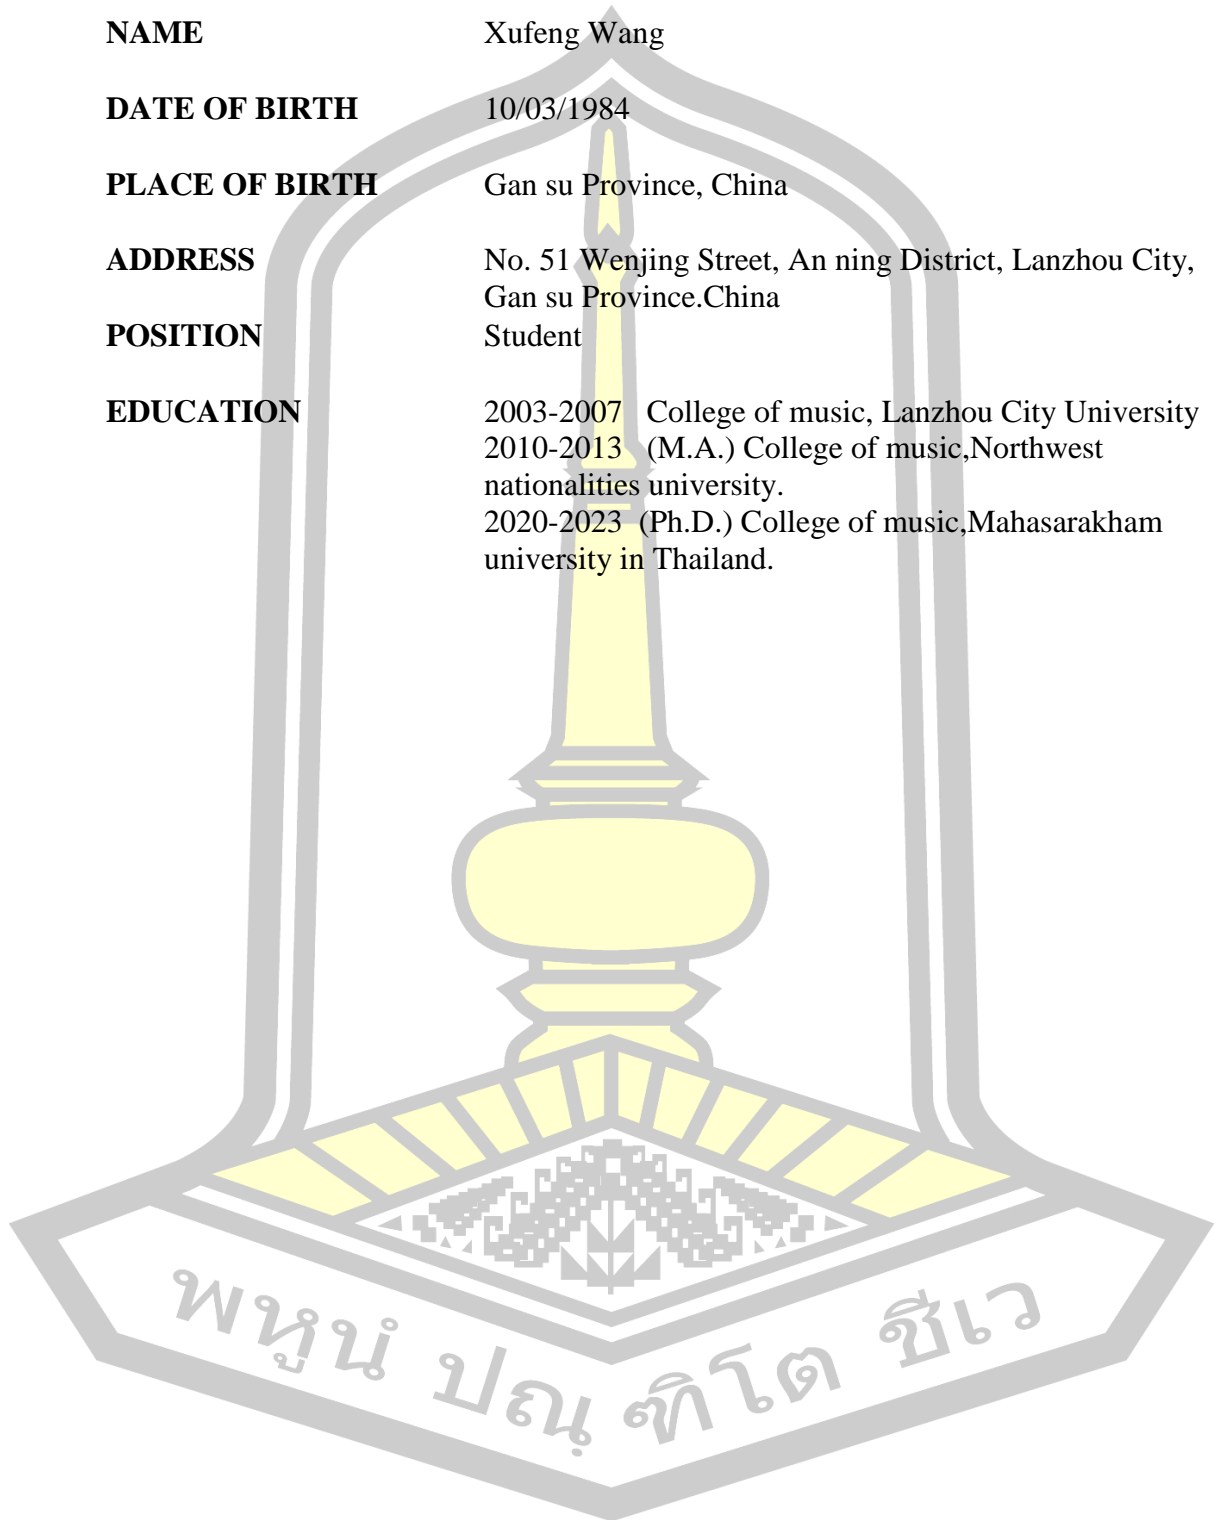 NAME Xufeng Wang
DATE OF BIRTH 10/03/1984
PLACE OF BIRTH Gan su Province, China
ADDRESS No. 51 Wenjing Street, An ning District, Lanzhou City,
Gan su Province.China
POSITION Student
EDUCATION 2003-2007 College of music, Lanzhou City University
2010-2013 (M.A.) College of music,Northwest
nationalities university.
2020-2023 (Ph.D.) College of music,Mahasarakham
university in Thailand.
พหูนํ ปณฺฑิโต ชีเว